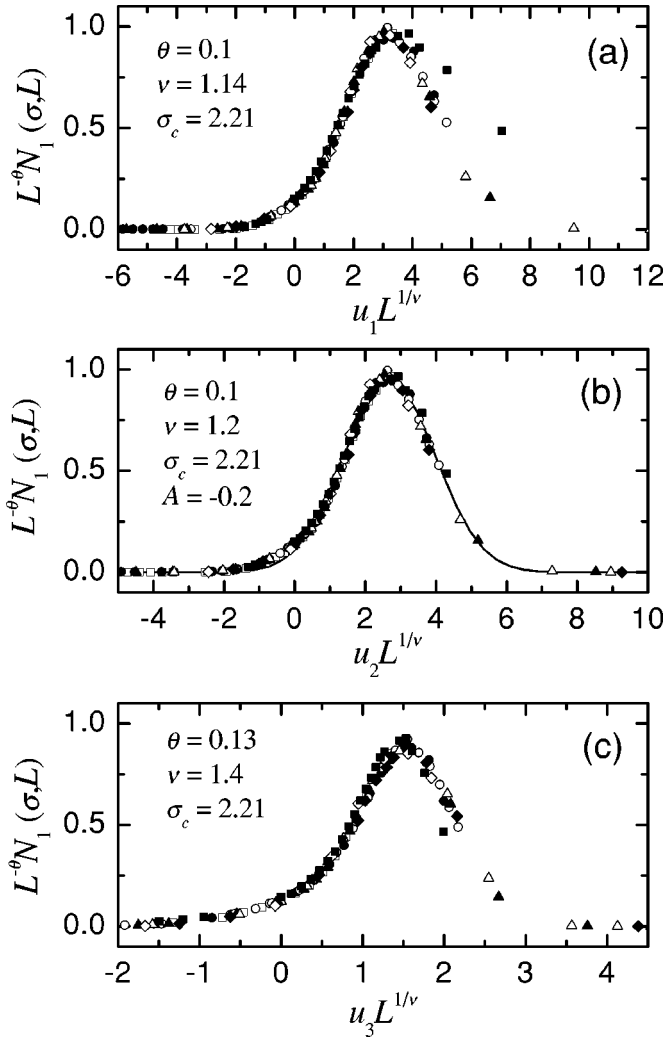 1.0
0.5
0.0
L^{-θ}N_1 (σ,L)
θ = 0.1
ν = 1.14
σ_c = 2.21
(a)
-6 -4 -2 0 2 4 6 8 10 12
u_1L^{1/ν}
1.0
0.5
0.0
L^{-θ}N_1 (σ,L)
θ = 0.1
ν = 1.2
σ_c = 2.21
A = -0.2
(b)
-4 -2 0 2 4 6 8 10
u_2L^{1/ν}
1.0
0.5
0.0
L^{-θ}N_1 (σ,L)
θ = 0.13
ν = 1.4
σ_c = 2.21
(c)
-2 -1 0 1 2 3 4
u_3L^{1/ν}